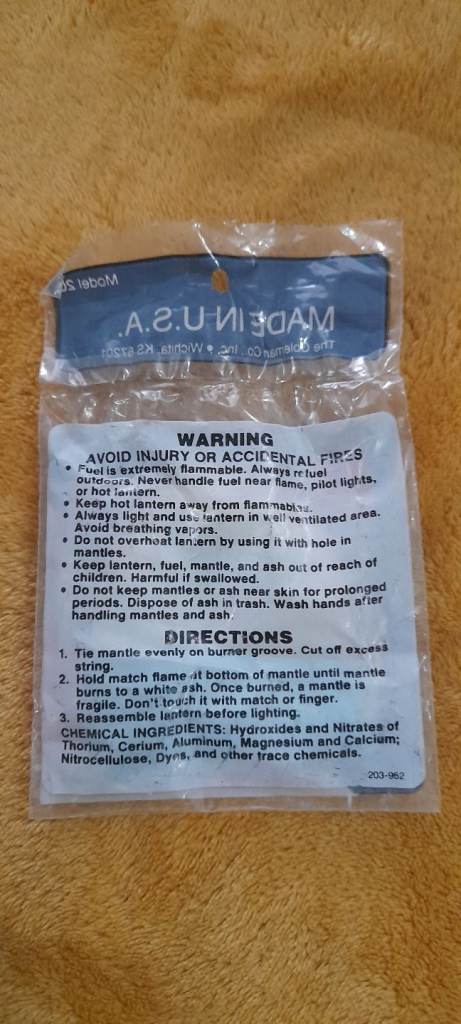 Model 20
MADE IN U.S.A.
The Coleman Co., Inc. • Wichita, KS 67201
WARNING
AVOID INJURY OR ACCIDENTAL FIRES
• Fuel is extremely flammable. Always refuel
outdoors. Never handle fuel near flame, pilot lights,
or hot lantern.
• Keep hot lantern away from flammables.
• Always light and use lantern in well ventilated area.
Avoid breathing vapors.
• Do not overheat lantern by using it with hole in
mantles.
• Keep lantern, fuel, mantle, and ash out of reach of
children. Harmful if swallowed.
• Do not keep mantles or ash near skin for prolonged
periods. Dispose of ash in trash. Wash hands after
handling mantles and ash.
DIRECTIONS
1. Tie mantle evenly on burner groove. Cut off excess
string.
2. Hold match flame at bottom of mantle until mantle
burns to a white ash. Once burned, a mantle is
fragile. Don't touch it with match or finger.
3. Reassemble lantern before lighting.
CHEMICAL INGREDIENTS: Hydroxides and Nitrates of
Thorium, Cerium, Aluminum, Magnesium and Calcium;
Nitrocellulose, Dyes, and other trace chemicals.
203-952